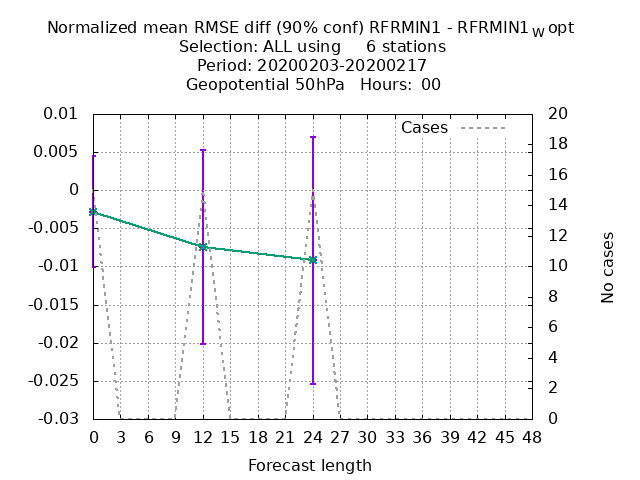 Normalized mean RMSE diff (90% conf) RFRMIN1 - RFRMIN1W opt
Selection: ALL using 6 stations
Period: 20200203-20200217
Geopotential 50hPa Hours: 00
Cases
0.01
0.005
0
-0.005
-0.01
-0.015
-0.02
-0.025
-0.03
20
18
16
14
12
10
8
6
4
2
0
No cases
0 3 6 9 12 15 18 21 24 27 30 33 36 39 42 45 48
Forecast length